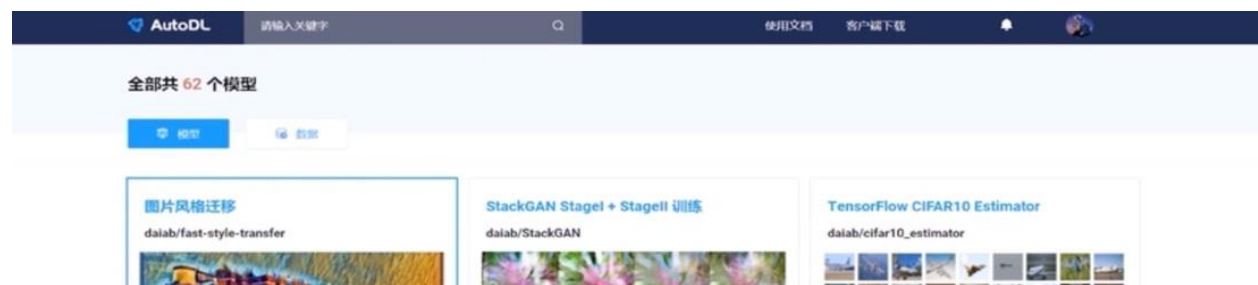 AutoDL 请输入关键字 使用文档 客户端下载
全部共 62 个模型
模型 数据
图片风格迁移 StackGAN StageI + StageII 训练 TensorFlow CIFAR10 Estimator
daiab/fast-style-transfer daiab/StackGAN daiab/cifar10_estimator